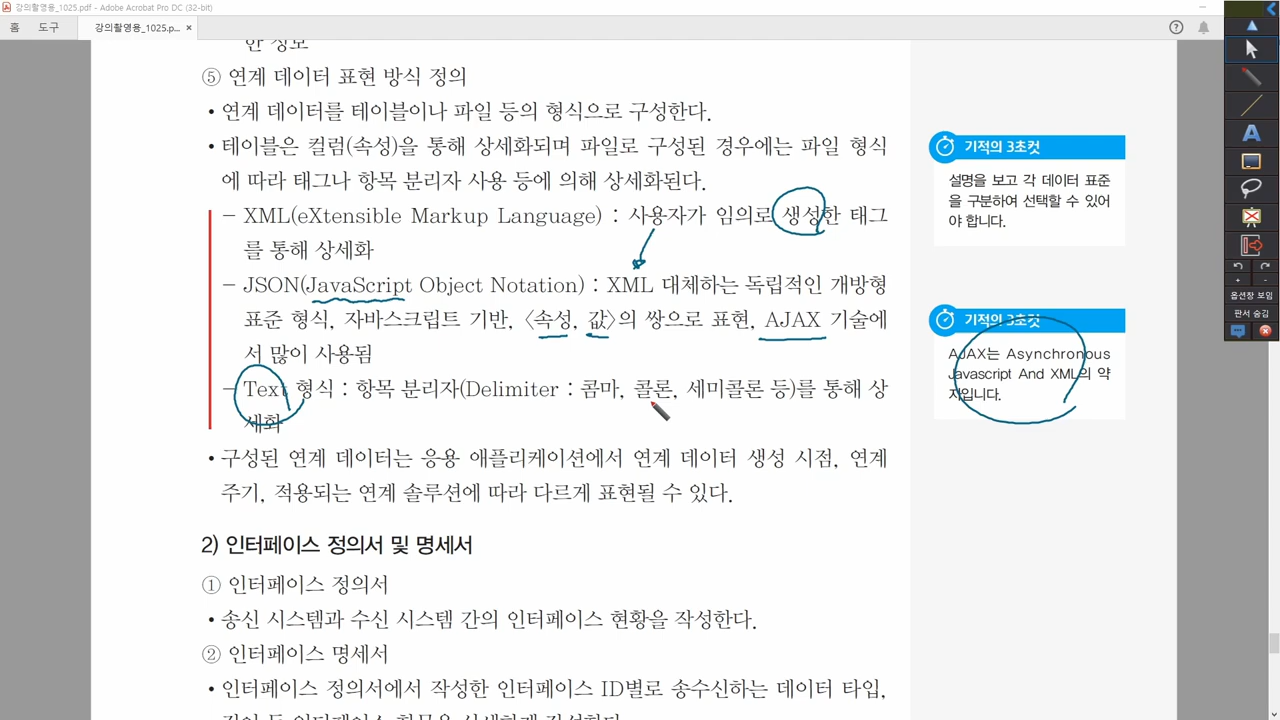 강의촬영용_1025.pdf - Adobe Acrobat Pro DC (32-bit)
홈 도구 강의촬영용_1025.p... ×
한 정보
⑤ 연계 데이터 표현 방식 정의
• 연계 데이터를 테이블이나 파일 등의 형식으로 구성한다.
• 테이블은 컬럼(속성)을 통해 상세화되며 파일로 구성된 경우에는 파일 형식
에 따라 태그나 항목 분리자 사용 등에 의해 상세화된다.
– XML(eXtensible Markup Language) : 사용자가 임의로 생성한 태그
를 통해 상세화
– JSON(JavaScript Object Notation) : XML 대체하는 독립적인 개방형
표준 형식, 자바스크립트 기반, 〈속성, 값〉의 쌍으로 표현, AJAX 기술에
서 많이 사용됨
– Text 형식 : 항목 분리자(Delimiter : 콤마, 콜론, 세미콜론 등)를 통해 상
세화
• 구성된 연계 데이터는 응용 애플리케이션에서 연계 데이터 생성 시점, 연계
주기, 적용되는 연계 솔루션에 따라 다르게 표현될 수 있다.
2) 인터페이스 정의서 및 명세서
① 인터페이스 정의서
• 송신 시스템과 수신 시스템 간의 인터페이스 현황을 작성한다.
② 인터페이스 명세서
• 인터페이스 정의서에서 작성한 인터페이스 ID별로 송수신하는 데이터 타입,
기적의 3초컷
설명을 보고 각 데이터 표준
을 구분하여 선택할 수 있어
야 합니다.
기적의 3초컷
AJAX는 Asynchronous
Javascript And XML의 약
자입니다.
A
옵션장 보임
판서 숨김